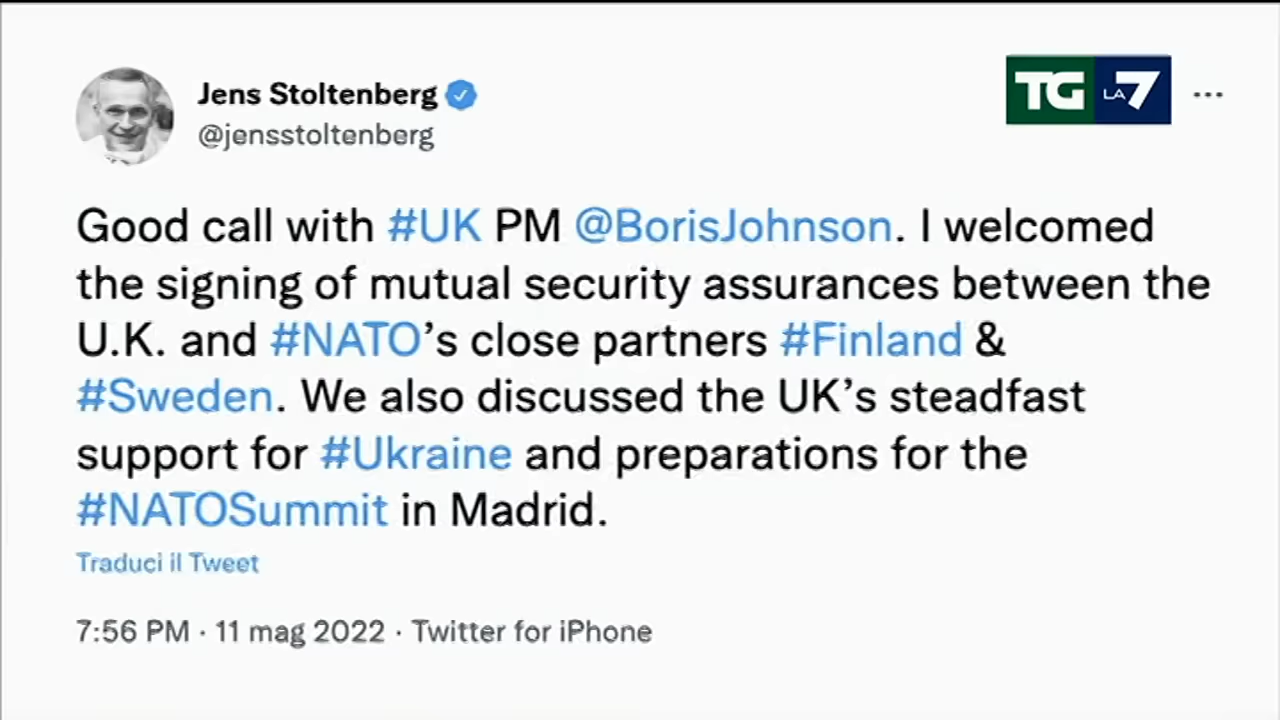 Jens Stoltenberg
@jensstoltenberg
TG LA7
Good call with #UK PM @BorisJohnson. I welcomed
the signing of mutual security assurances between the
U.K. and #NATO’s close partners #Finland &
#Sweden. We also discussed the UK’s steadfast
support for #Ukraine and preparations for the
#NATOSummit in Madrid.
Traduci il Tweet
7:56 PM · 11 mag 2022 · Twitter for iPhone